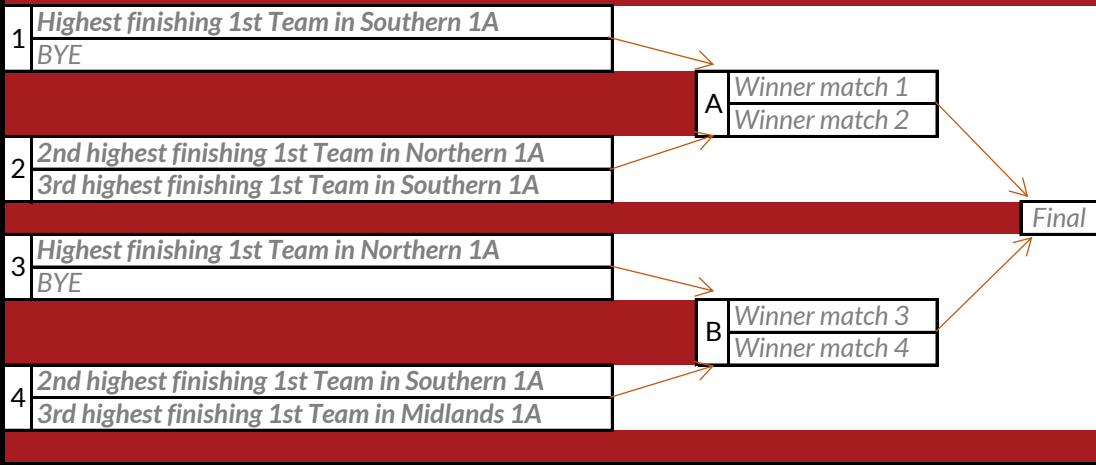 1
Highest finishing 1st Team in Southern 1A
BYE
A
Winner match 1
Winner match 2
2
2nd highest finishing 1st Team in Northern 1A
3rd highest finishing 1st Team in Southern 1A
Final
3
Highest finishing 1st Team in Northern 1A
BYE
B
Winner match 3
Winner match 4
4
2nd highest finishing 1st Team in Southern 1A
3rd highest finishing 1st Team in Midlands 1A